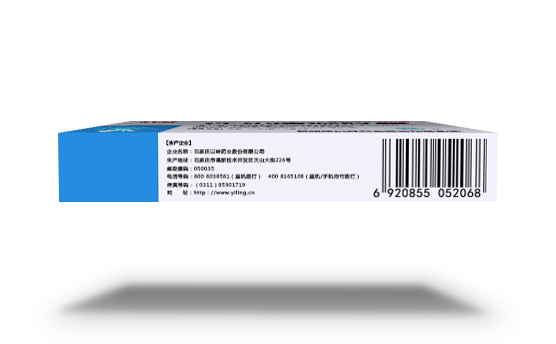 【生产企业】
企业名称：石家庄以岭药业股份有限公司
生产地址：石家庄市高新技术开发区天山大街226号
邮政编码：050035
电话号码：800 8038581（座机拨打） 400 8165108（座机/手机均可拨打）
传真号码：（0311）85901719
网 址：http：//www.yiling.cn
6 920855 052068